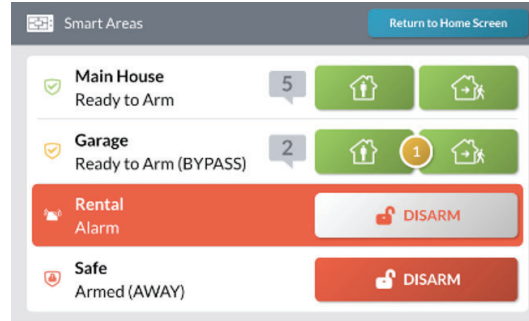 Smart Areas
Return to Home Screen
Main House
Ready to Arm
5
Garage
Ready to Arm (BYPASS)
2
1
Rental
Alarm
DISARM
Safe
Armed (AWAY)
DISARM